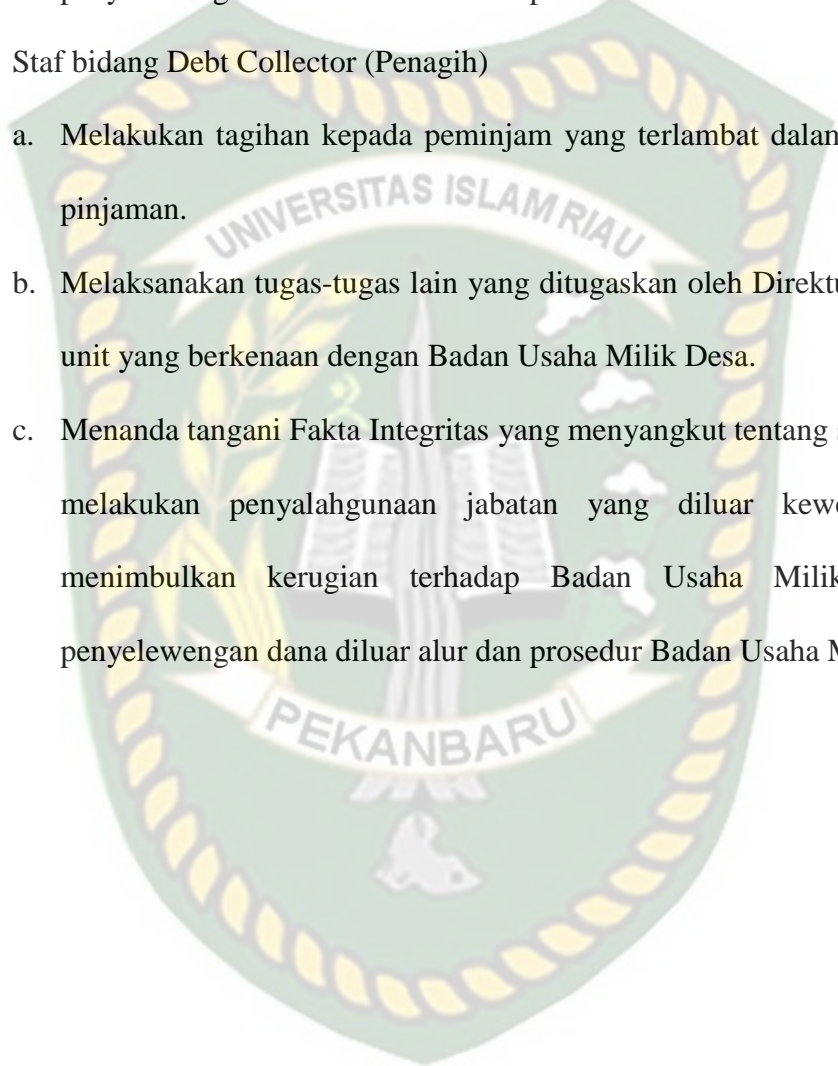 Staf bidang Debt Collector (Penagih)
a. Melakukan tagihan kepada peminjam yang terlambat dalam
pinjaman.
UNIVERSITAS ISLAM RIAU
b. Melaksanakan tugas-tugas lain yang ditugaskan oleh
unit yang berkenaan dengan Badan Usaha Milik Desa.
c. Menanda tangani Fakta Integritas yang menyangkut tentang
melakukan penyalahgunaan jabatan yang diluar
menimbulkan kerugian terhadap Badan Usaha Milik
penyelewengan dana diluar alur dan prosedur Badan Usaha
PEKANBARU